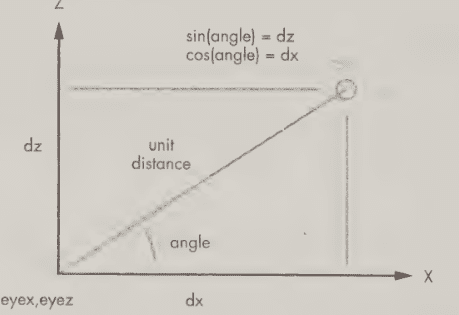 Z
sin(angle) = dz
cos(angle) = dx
dz
unit
distance
angle
X
eyex,eyez
dx